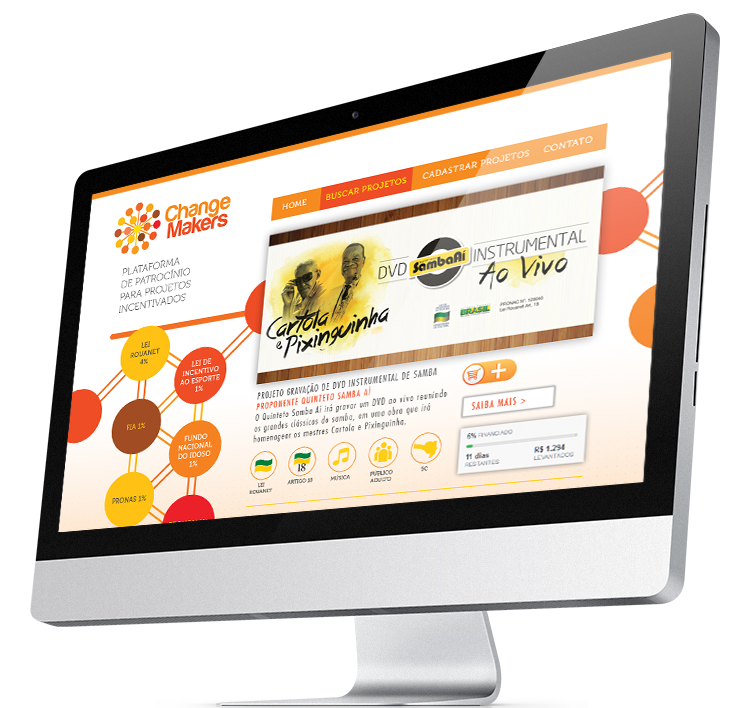 Change
Makers
PLATAFORMA
DE PATROCÍNIO
PARA PROJETOS
INCENTIVADOS
HOME
BUSCAR PROJETOS
CADASTRAR PROJETOS
CONTATO
Cartola
e Pixinguinha
DVD SambaAí INSTRUMENTAL
Ao Vivo
BRASIL
LEI
ROUANET
4%
LEI DE
INCENTIVO
AO ESPORTE
1%
FIA 1%
FUNDO
NACIONAL
DO IDOSO
1%
PRONAS 1%
PROJETO GRAVAÇÃO DE DVD INSTRUMENTAL DE SAMBA
PROPONENTE QUINTETO SAMBA AÍ
O Quinteto Samba Aí irá gravar um DVD ao vivo reunindo
os grandes clássicos do samba, em uma obra que irá
homenagear os mestres Cartola e Pixinguinha.
LEI
ROUANET
18
ARTIGO 18
MÚSICA
PÚBLICO
ADULTO
SC
SAIBA MAIS >
6% FINANCIADO
11 dias
RESTANTES
R$ 1.294
LEVANTADOS